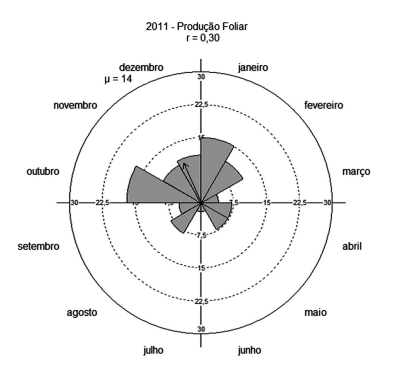 2011 - Produção Foliar
r = 0,30
dezembro
janeiro
μ = 14
30
novembro
fevereiro
22,5
15
outubro
março
30
22,5
15
7,5
15
22,5
30
setembro
7,5
abril
15
agosto
22,5
maio
30
julho
junho